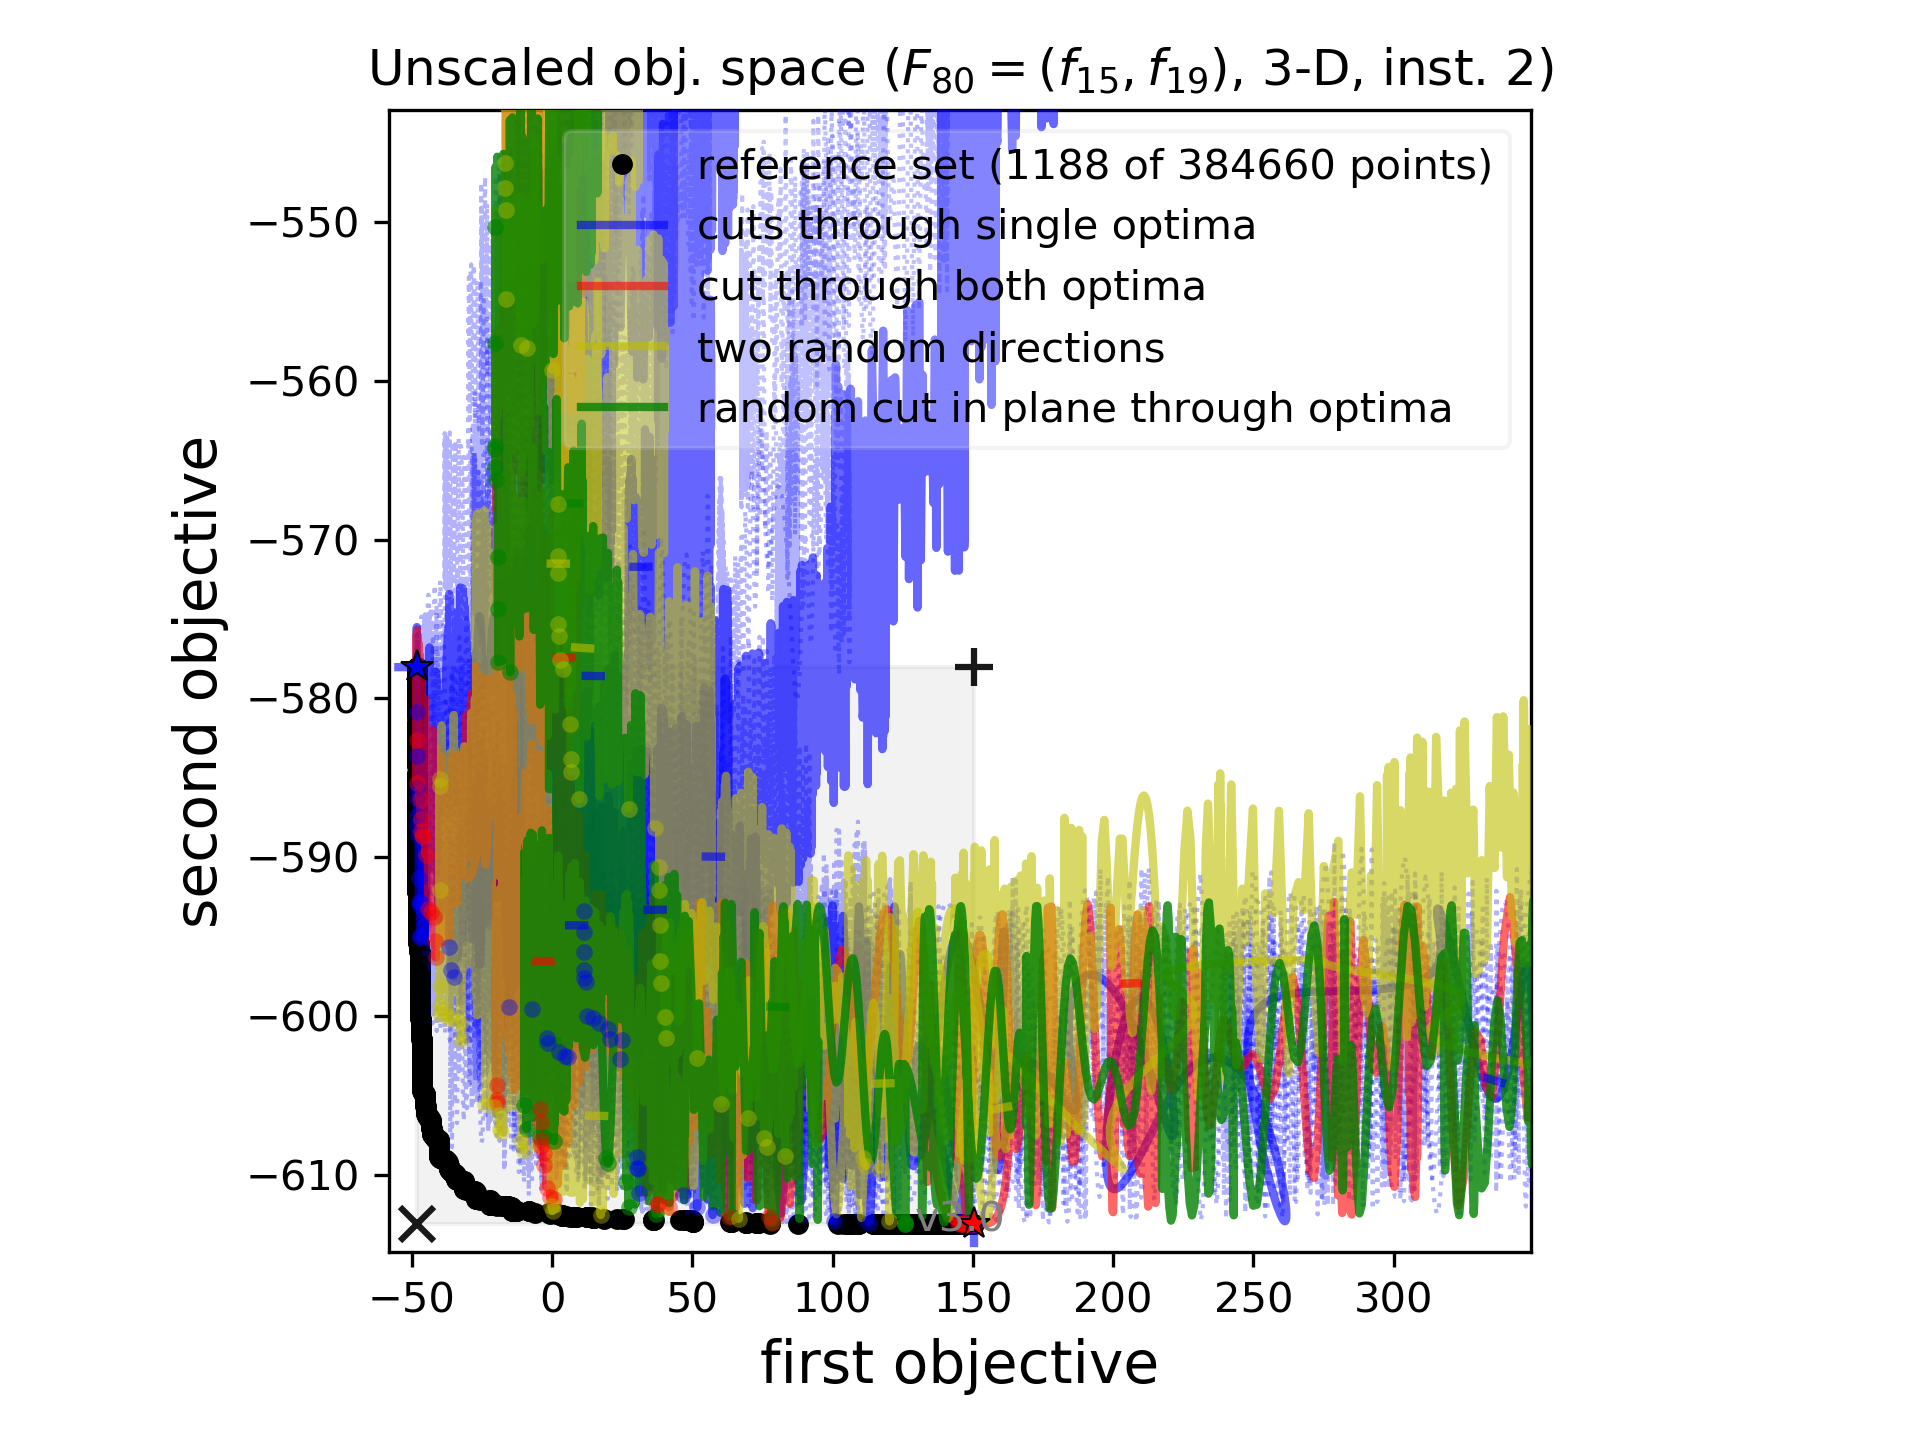 Unscaled obj. space (F₈₀ = (f₁₅, f₁₉), 3-D, inst. 2)
reference set (1188 of 384660 points)
cuts through single optima
cut through both optima
two random directions
random cut in plane through optima
second objective
−550
−560
−570
−580
−590
−600
−610
v3.0
−50 0 50 100 150 200 250 300
first objective